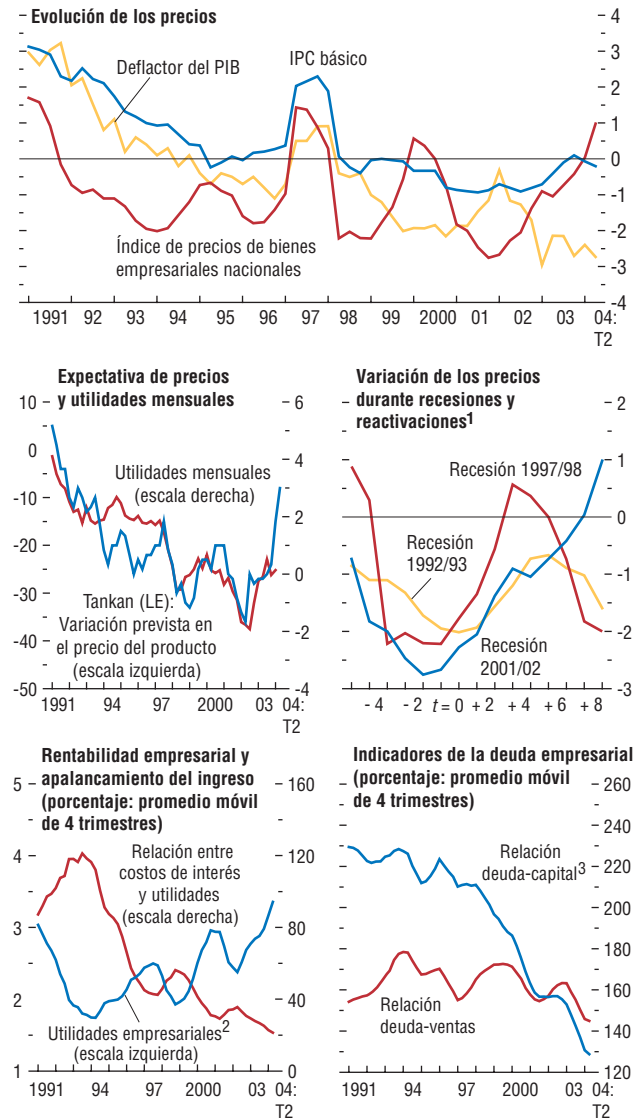 Evolución de los precios
4
3
2
1
0
-1
-2
-3
-4
Deflactor del PIB
IPC básico
Índice de precios de bienes
empresariales nacionales
1991 92 93 94 95 96 97 98 99 2000 01 02 03 04:
T2
Expectativa de precios
y utilidades mensuales
10
0
-10
-20
-30
-40
-50
6
4
2
0
-2
-4
Utilidades mensuales
(escala derecha)
Tankan (LE):
Variación prevista en
el precio del producto
(escala izquierda)
1991 94 97 2000 03 04:
T2
Variación de los precios
durante recesiones y
reactivaciones1
2
1
0
-1
-2
-3
Recesión 1997/98
Recesión
1992/93
Recesión
2001/02
- 4 - 2 t = 0 + 2 + 4 + 6 + 8
Rentabilidad empresarial y
apalancamiento del ingreso
(porcentaje: promedio móvil
de 4 trimestres)
5
4
3
2
1
160
120
80
40
0
Relación entre
costos de interés
y utilidades
(escala derecha)
Utilidades empresariales2
(escala izquierda)
1991 94 97 2000 03 04:
T2
Indicadores de la deuda empresarial
(porcentaje: promedio móvil
de 4 trimestres)
260
240
220
200
180
160
140
120
Relación
deuda-capital3
Relación
deuda-ventas
1991 94 97 2000 03 04:
T2